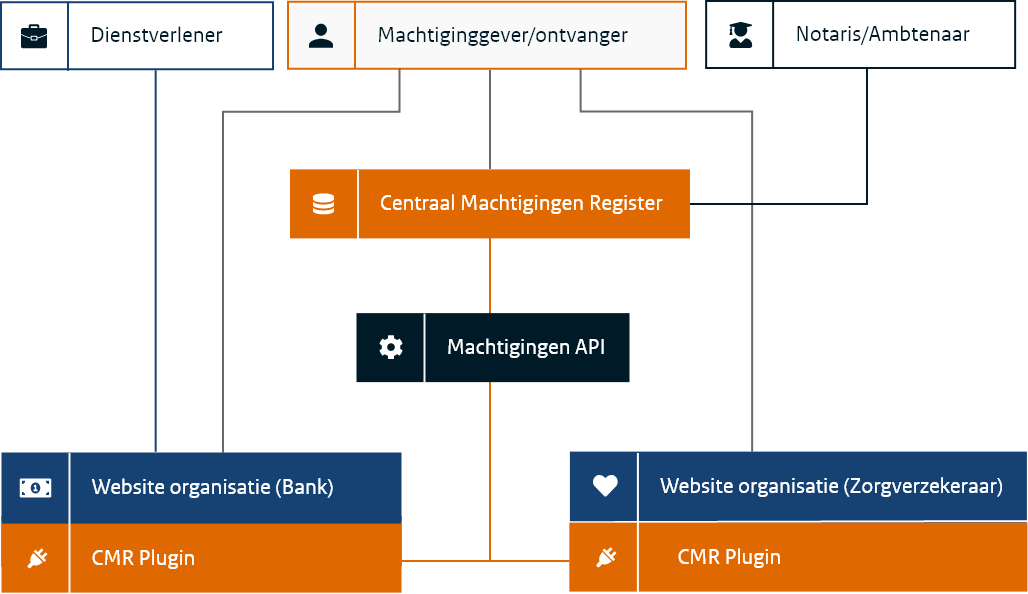 Dienstverlener
Machtiginggever/ontvanger
Notaris/Ambtenaar
Centraal Machtigingen Register
Machtigingen API
Website organisatie (Bank)
Website organisatie (Zorgverzekeraar)
CMR Plugin
CMR Plugin